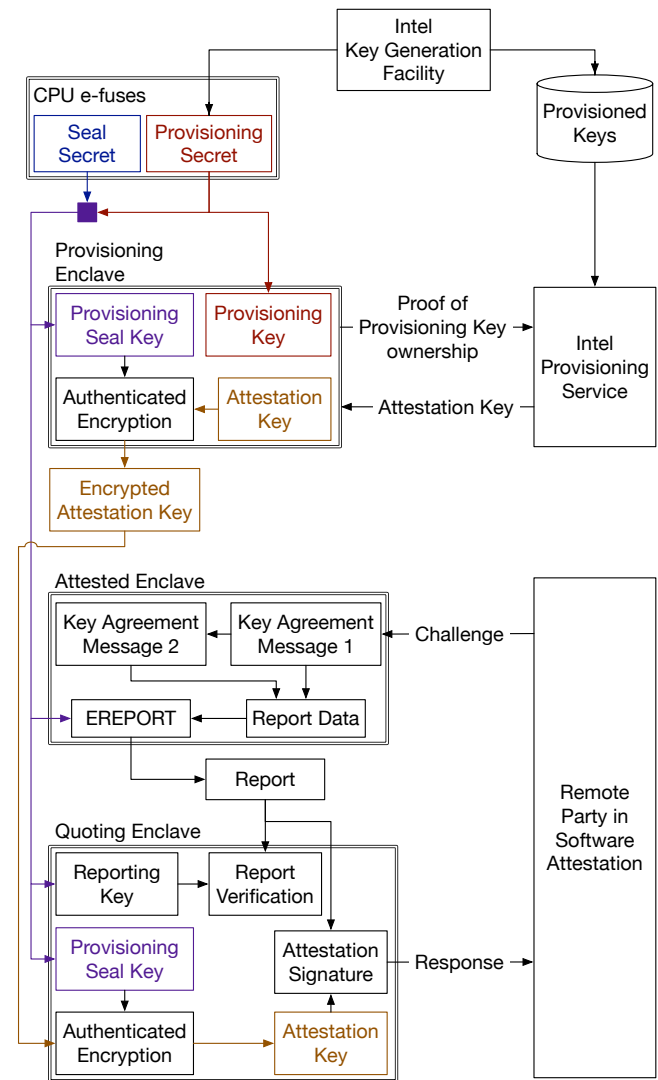 Intel
Key Generation
Facility
CPU e-fuses
Seal
Secret
Provisioning
Secret
Provisioned
Keys
Provisioning
Enclave
Provisioning
Seal Key
Provisioning
Key
Proof of
Provisioning Key
ownership
Intel
Provisioning
Service
Authenticated
Encryption
Attestation
Key
Attestation Key
Encrypted
Attestation Key
Attested Enclave
Key Agreement
Message 2
Key Agreement
Message 1
Challenge
EREPORT
Report Data
Report
Remote
Party in
Software
Attestation
Quoting Enclave
Reporting
Key
Report
Verification
Provisioning
Seal Key
Attestation
Signature
Response
Authenticated
Encryption
Attestation
Key